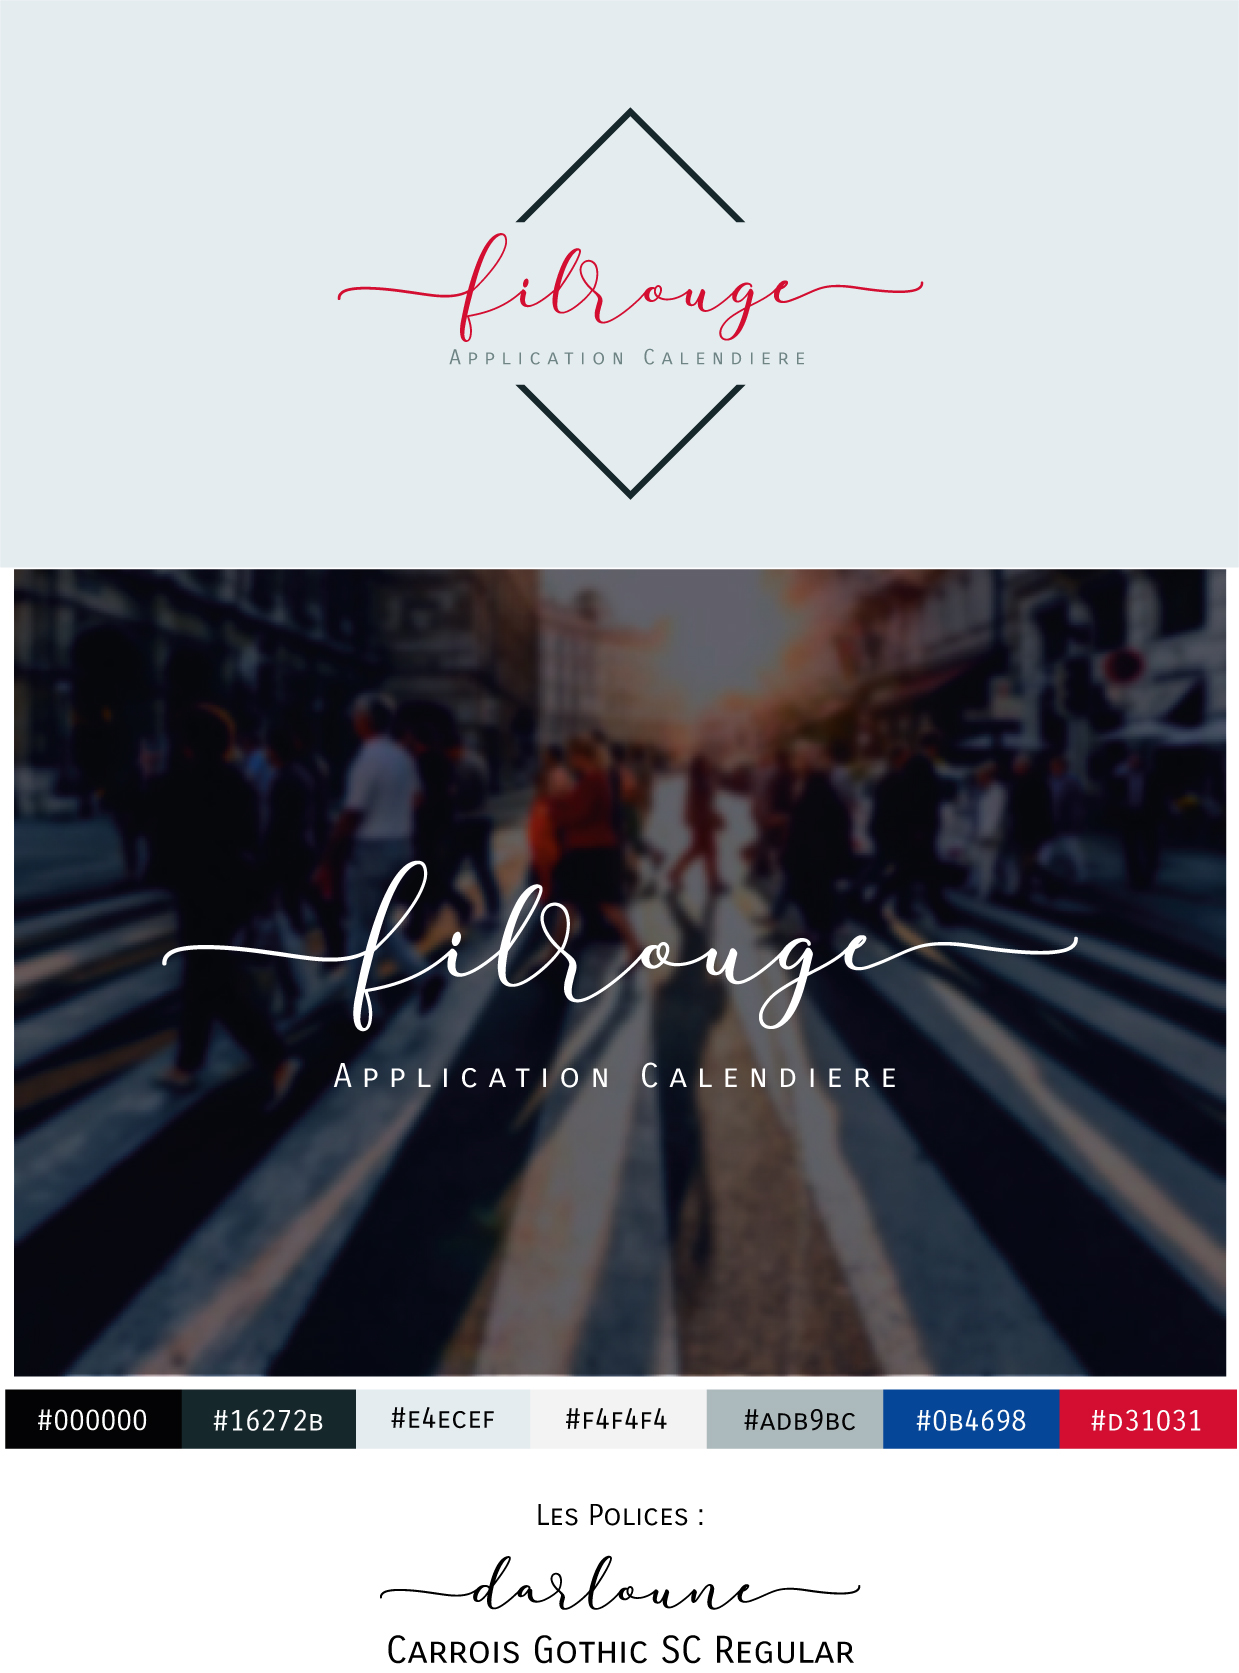 filrouge
Application Calendiere
filrouge
Application Calendiere
#000000 #16272b #e4ecef #f4f4f4 #adb9bc #0b4698 #d31031
Les Polices :
darloune
Carrois Gothic SC Regular